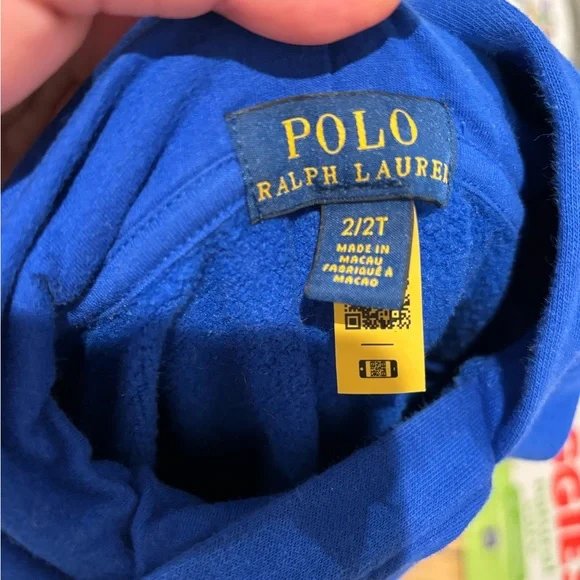 POLO
RALPH LAUREN
2/2T
MADE IN
MACAU
FABRIQUÉ À
MACAO